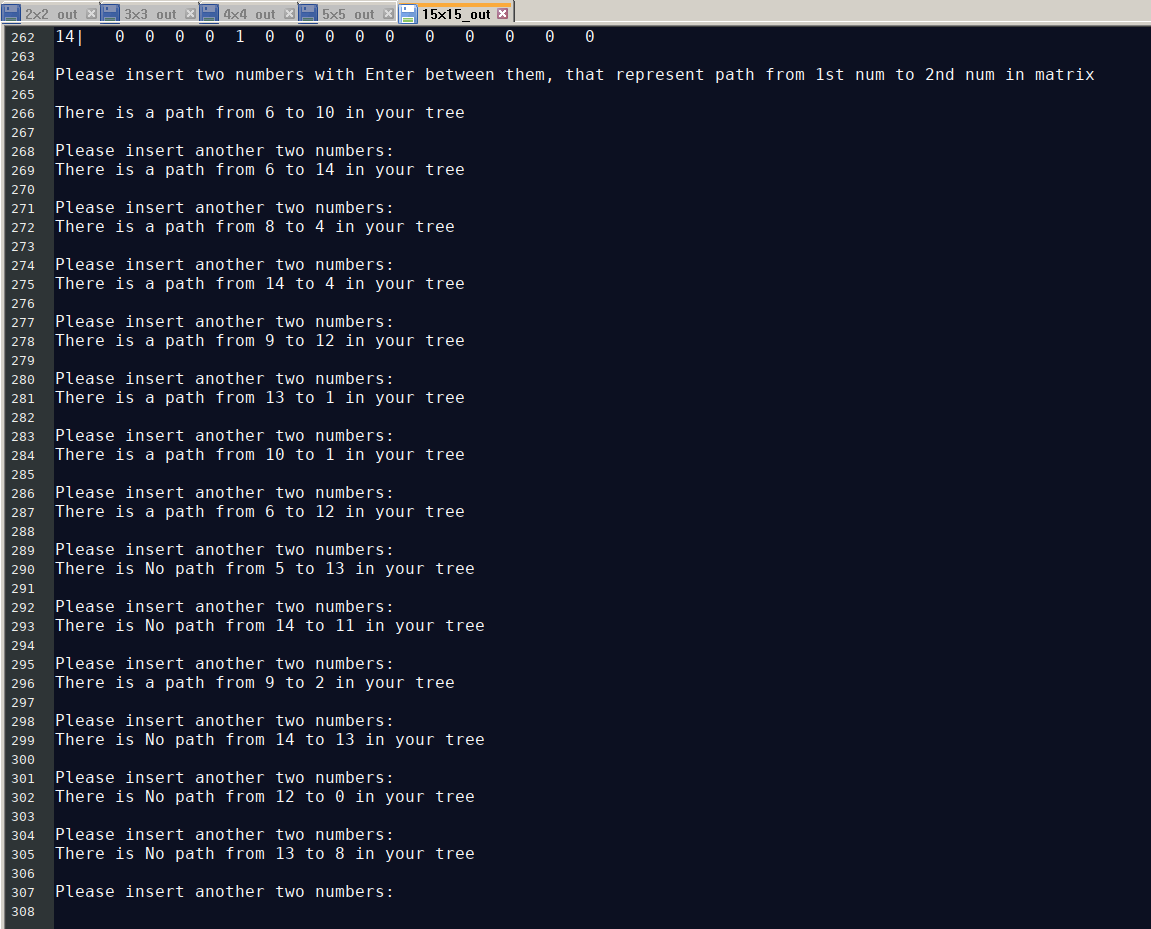 2x2_out 3x3_out 4x4_out 5x5_out 15x15_out
262 14| 0 0 0 0 1 0 0 0 0 0 0 0 0 0 0
263
264 Please insert two numbers with Enter between them, that represent path from 1st num to 2nd num in matrix
265
266 There is a path from 6 to 10 in your tree
267
268 Please insert another two numbers:
269 There is a path from 6 to 14 in your tree
270
271 Please insert another two numbers:
272 There is a path from 8 to 4 in your tree
273
274 Please insert another two numbers:
275 There is a path from 14 to 4 in your tree
276
277 Please insert another two numbers:
278 There is a path from 9 to 12 in your tree
279
280 Please insert another two numbers:
281 There is a path from 13 to 1 in your tree
282
283 Please insert another two numbers:
284 There is a path from 10 to 1 in your tree
285
286 Please insert another two numbers:
287 There is a path from 6 to 12 in your tree
288
289 Please insert another two numbers:
290 There is No path from 5 to 13 in your tree
291
292 Please insert another two numbers:
293 There is No path from 14 to 11 in your tree
294
295 Please insert another two numbers:
296 There is a path from 9 to 2 in your tree
297
298 Please insert another two numbers:
299 There is No path from 14 to 13 in your tree
300
301 Please insert another two numbers:
302 There is No path from 12 to 0 in your tree
303
304 Please insert another two numbers:
305 There is No path from 13 to 8 in your tree
306
307 Please insert another two numbers:
308